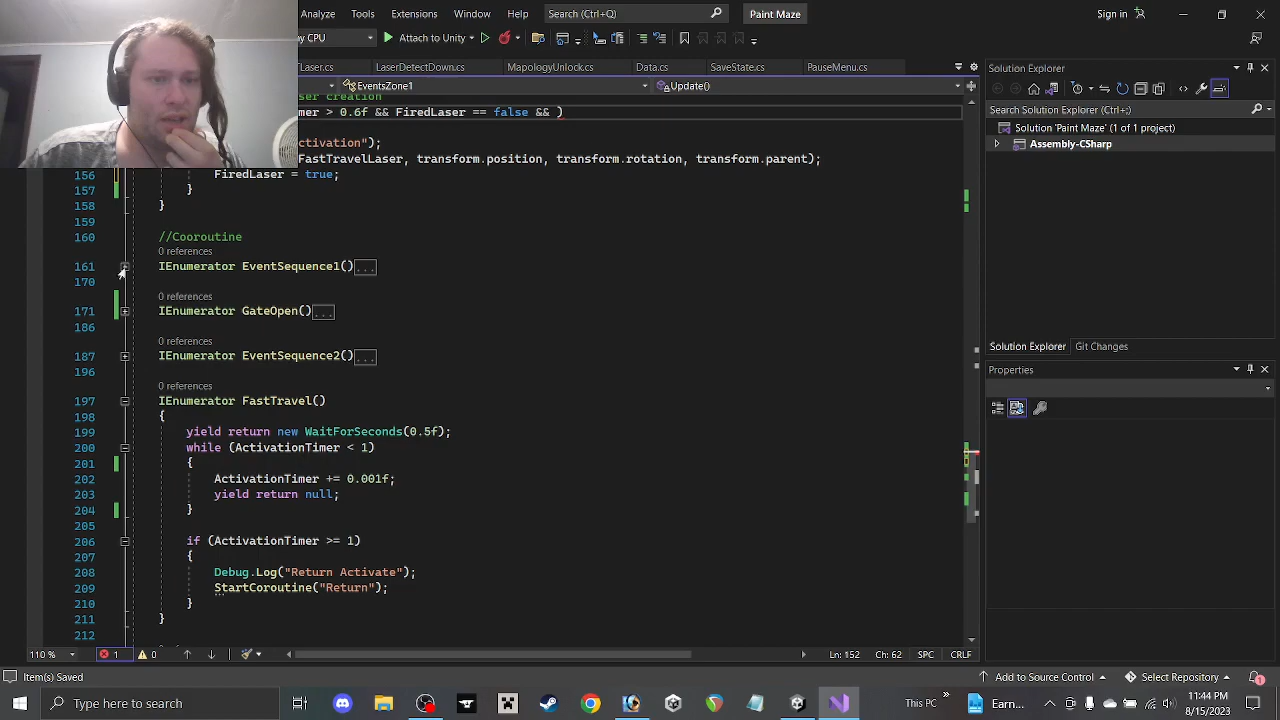 Analyze Tools Extensions Window Help Search (Ctrl+Q) Paint Maze Sign in
CPU Attach to Unity
Laser.cs LaserDetectDown.cs MapologyUnlock.cs Data.cs SaveState.cs PauseMenu.cs
EventsZone1 Update()
ser creation
mer > 0.6f && FiredLaser == false && )
ctivation");
FastTravelLaser, transform.position, transform.rotation, transform.parent);
156 FiredLaser = true;
157 }
158 }
159
160 //Cooroutine
0 references
161 IEnumerator EventSequence1()...
170
0 references
171 IEnumerator GateOpen()...
186
0 references
187 IEnumerator EventSequence2()...
196
0 references
197 IEnumerator FastTravel()
198 {
199 yield return new WaitForSeconds(0.5f);
200 while (ActivationTimer < 1)
201 {
202 ActivationTimer += 0.001f;
203 yield return null;
204 }
205
206 if (ActivationTimer >= 1)
207 {
208 Debug.Log("Return Activate");
209 StartCoroutine("Return");
210 }
211 }
212
110 % 1 0 Ln: 152 Ch: 62 SPC CRLF
Solution Explorer
Search Solution Explorer (Ctrl+;)
Solution 'Paint Maze' (1 of 1 project)
Assembly-CSharp
Solution Explorer Git Changes
Properties
Item(s) Saved Add to Source Control Select Repository 1
Type here to search This PC Earn... 11:44 PM
8/15/2023